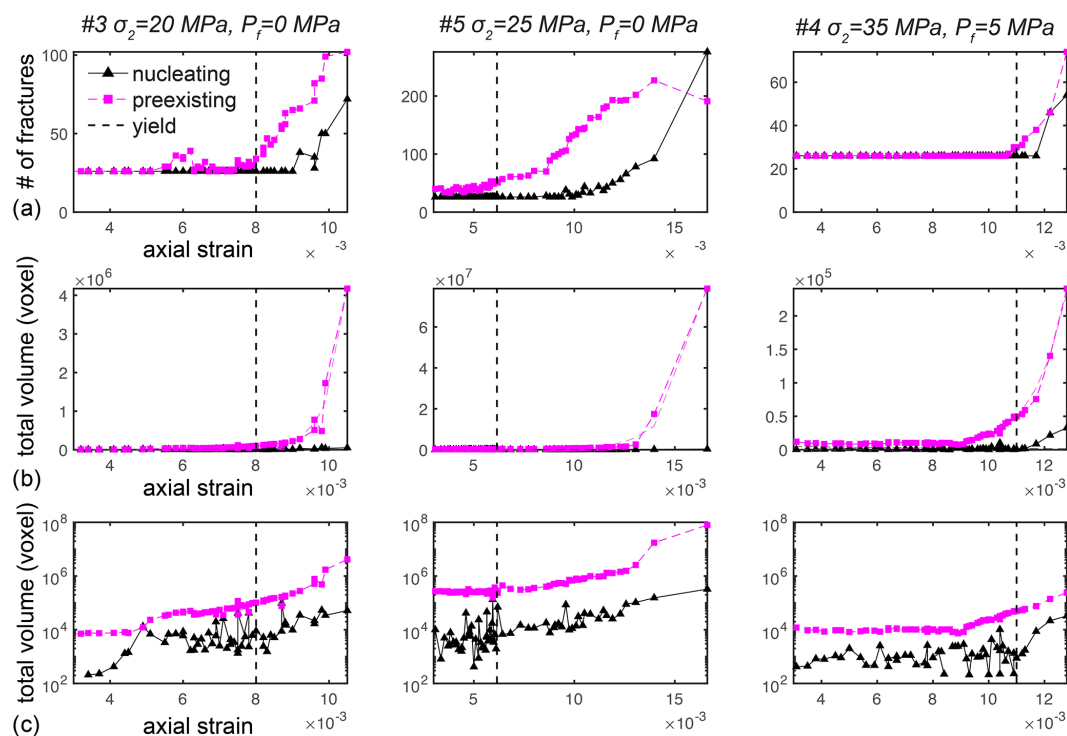 #3 σ2=20 MPa, Pf=0 MPa
#5 σ2=25 MPa, Pf=0 MPa
#4 σ2=35 MPa, Pf=5 MPa
(a)
# of fractures
100
50
0
nucleating
preexisting
yield
4 6 8 10
axial strain
× -3
200
100
0
5 10 15
× -3
60
40
20
0
4 6 8 10 12
× -3
(b)
total volume (voxel)
×10^6
4
3
2
1
0
4 6 8 10
axial strain
×10^-3
×10^7
6
4
2
0
5 10 15
×10^-3
×10^5
2
1.5
1
0.5
0
4 6 8 10 12
×10^-3
(c)
total volume (voxel)
10^8
10^6
10^4
10^2
4 6 8 10
axial strain
×10^-3
10^8
10^6
10^4
10^2
5 10 15
×10^-3
10^8
10^6
10^4
10^2
4 6 8 10 12
×10^-3